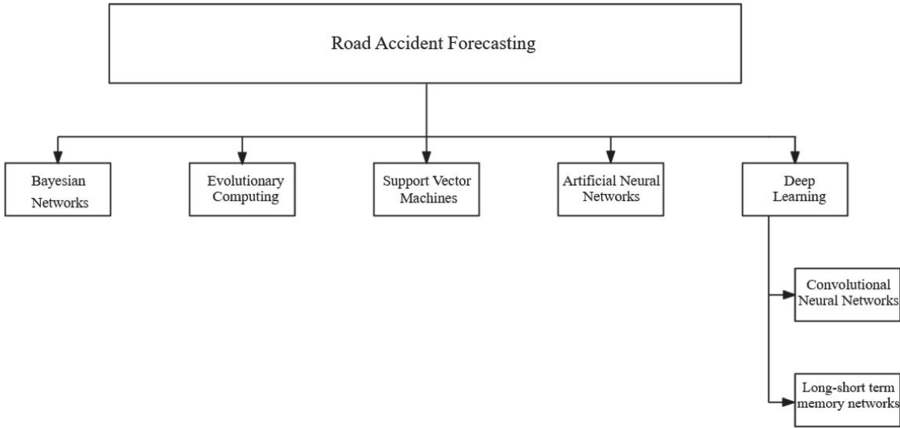 Road Accident Forecasting
Bayesian
Networks
Evolutionary
Computing
Support Vector
Machines
Artificial Neural
Networks
Deep
Learning
Convolutional
Neural Networks
Long-short term
memory networks